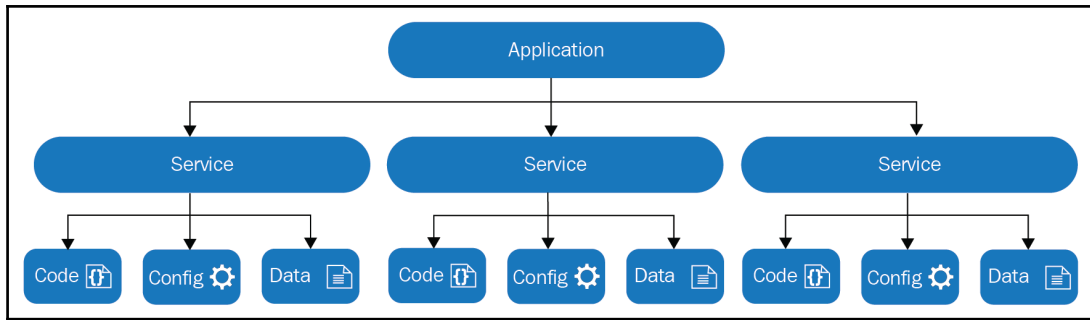 Application
Service
Service
Service
Code
Config
Data
Code
Config
Data
Code
Config
Data